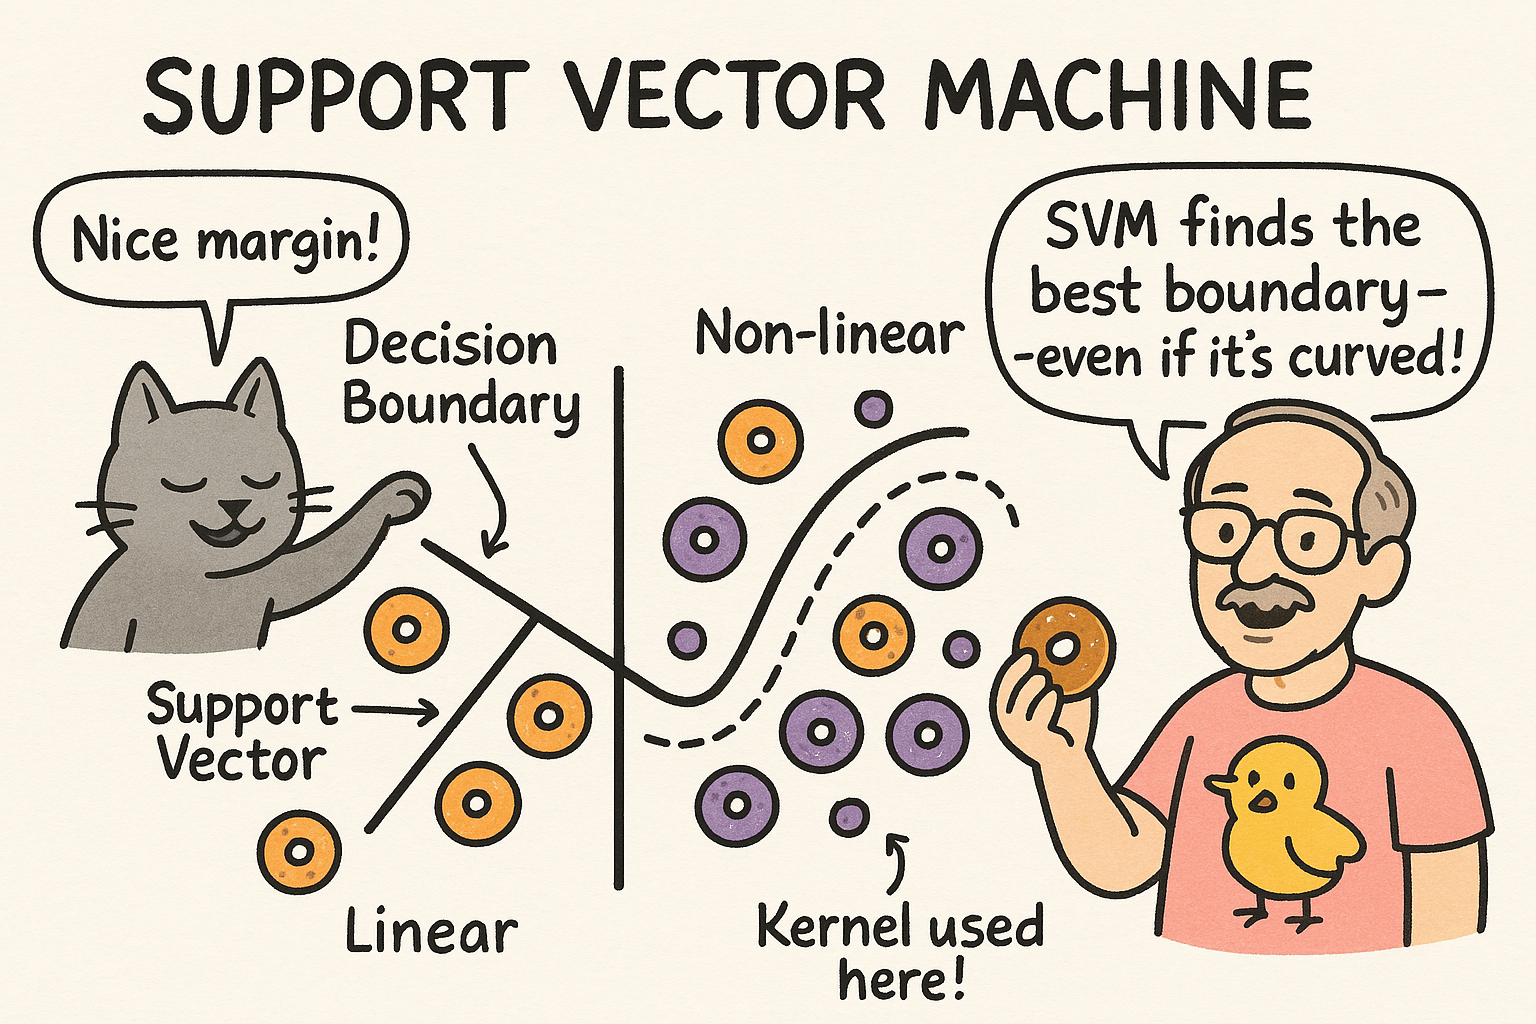 SUPPORT VECTOR MACHINE
Nice margin!
SVM finds the
best boundary–
-even if it's curved!
Decision
Boundary
Non-linear
Support
Vector
Linear
Kernel used
here!